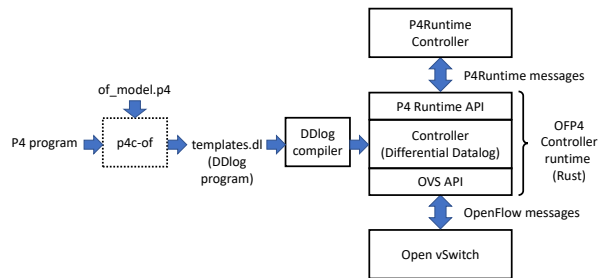 P4Runtime
Controller
P4Runtime messages
of_model.p4
P4 program
p4c-of
templates.dl
(DDlog
program)
DDlog
compiler
P4 Runtime API
Controller
(Differential Datalog)
OVS API
OFP4
Controller
runtime
(Rust)
OpenFlow messages
Open vSwitch